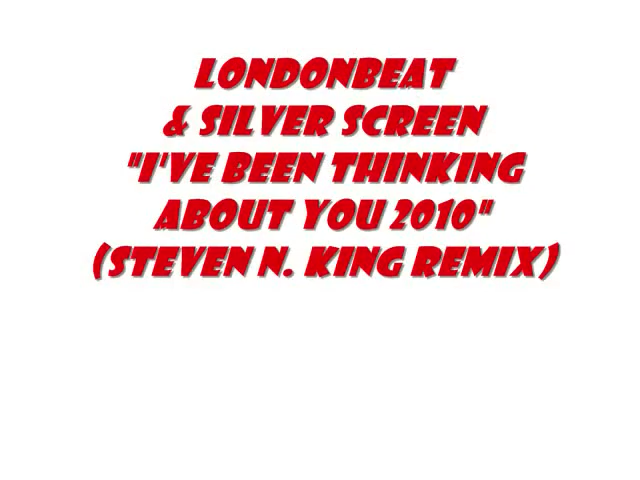 LONDONBEAT
& SILVER SCREEN
"I'VE BEEN THINKING
ABOUT YOU 2010"
(STEVEN N. KING REMIX)